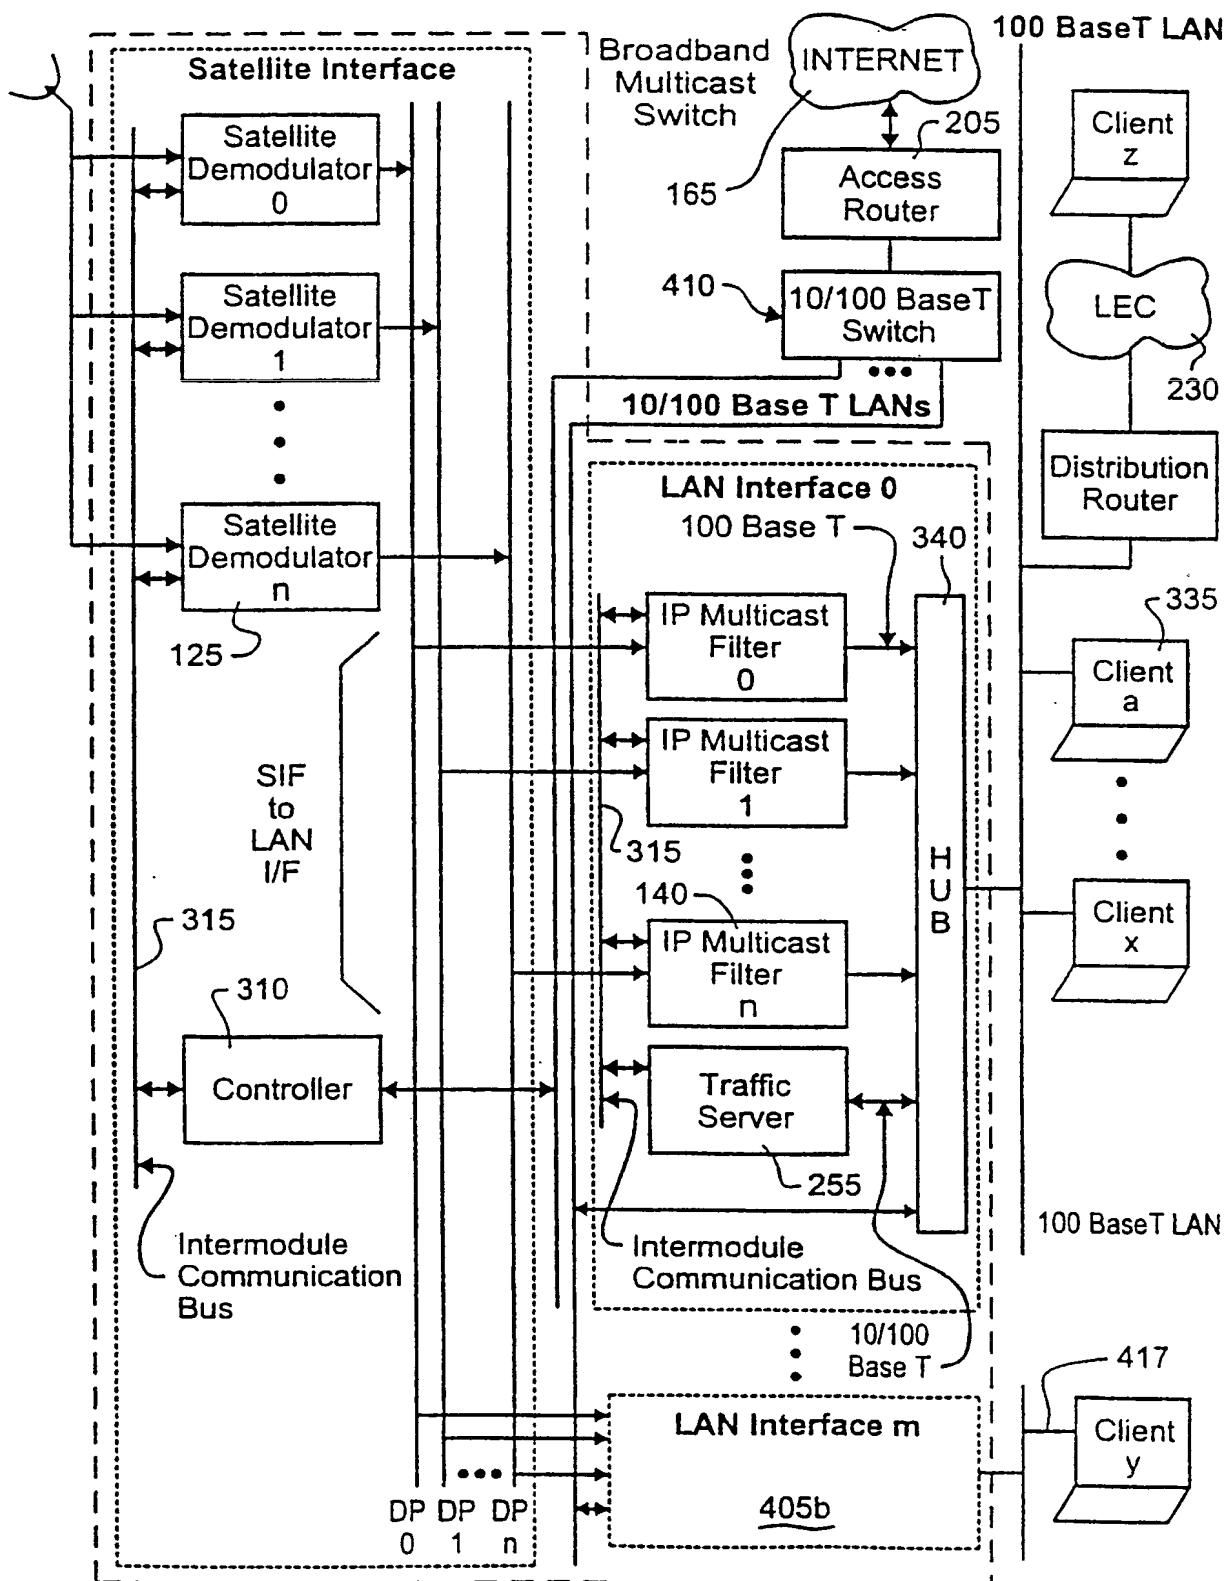 100 BaseT LAN
Satellite Interface
Broadband
Multicast
Switch
INTERNET
165
205
Access
Router
410
10/100 BaseT
Switch
10/100 Base T LANs
Client
z
LEC
230
Distribution
Router
Satellite
Demodulator
0
Satellite
Demodulator
1
Satellite
Demodulator
n
125
SIF
to
LAN
I/F
315
310
Controller
Intermodule
Communication
Bus
LAN Interface 0
100 Base T
340
IP Multicast
Filter
0
IP Multicast
Filter
1
315
140
IP Multicast
Filter
n
Traffic
Server
255
HUB
Intermodule
Communication Bus
10/100
Base T
335
Client
a
Client
x
100 BaseT LAN
417
LAN Interface m
405b
Client
y
DP DP DP
0 1 n